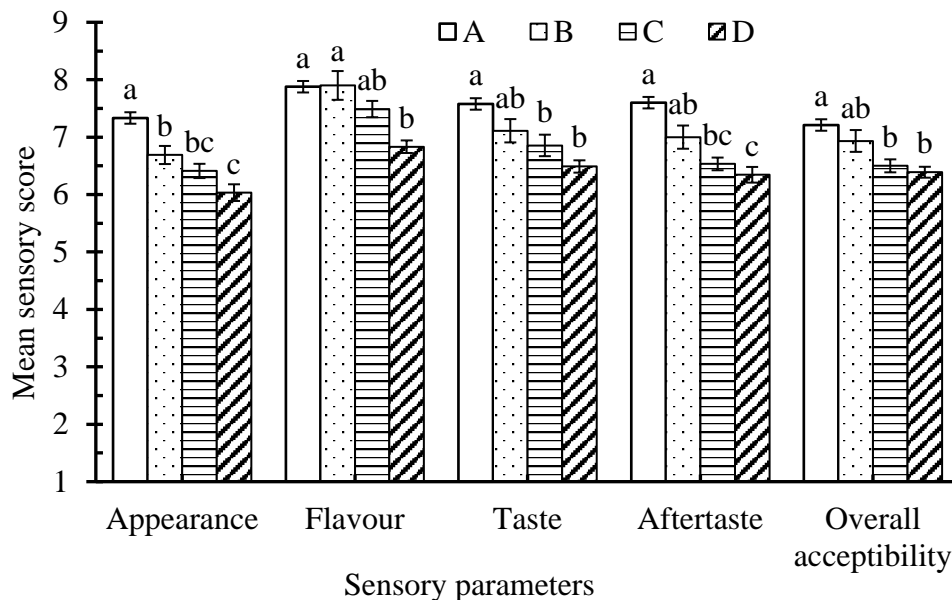 Mean sensory score
9
8
7
6
5
4
3
2
1
A B C D
a b bc c
a a ab b
a ab b b
a ab bc c
a ab b b
Appearance Flavour Taste Aftertaste Overall
acceptibility
Sensory parameters